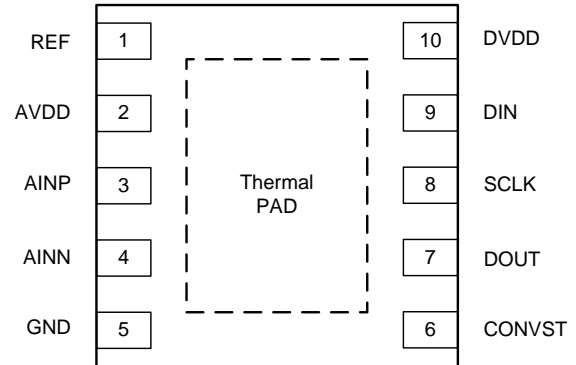 REF 1 10 DVDD
AVDD 2 9 DIN
AINP 3 Thermal 8 SCLK
PAD
AINN 4 7 DOUT
GND 5 6 CONVST